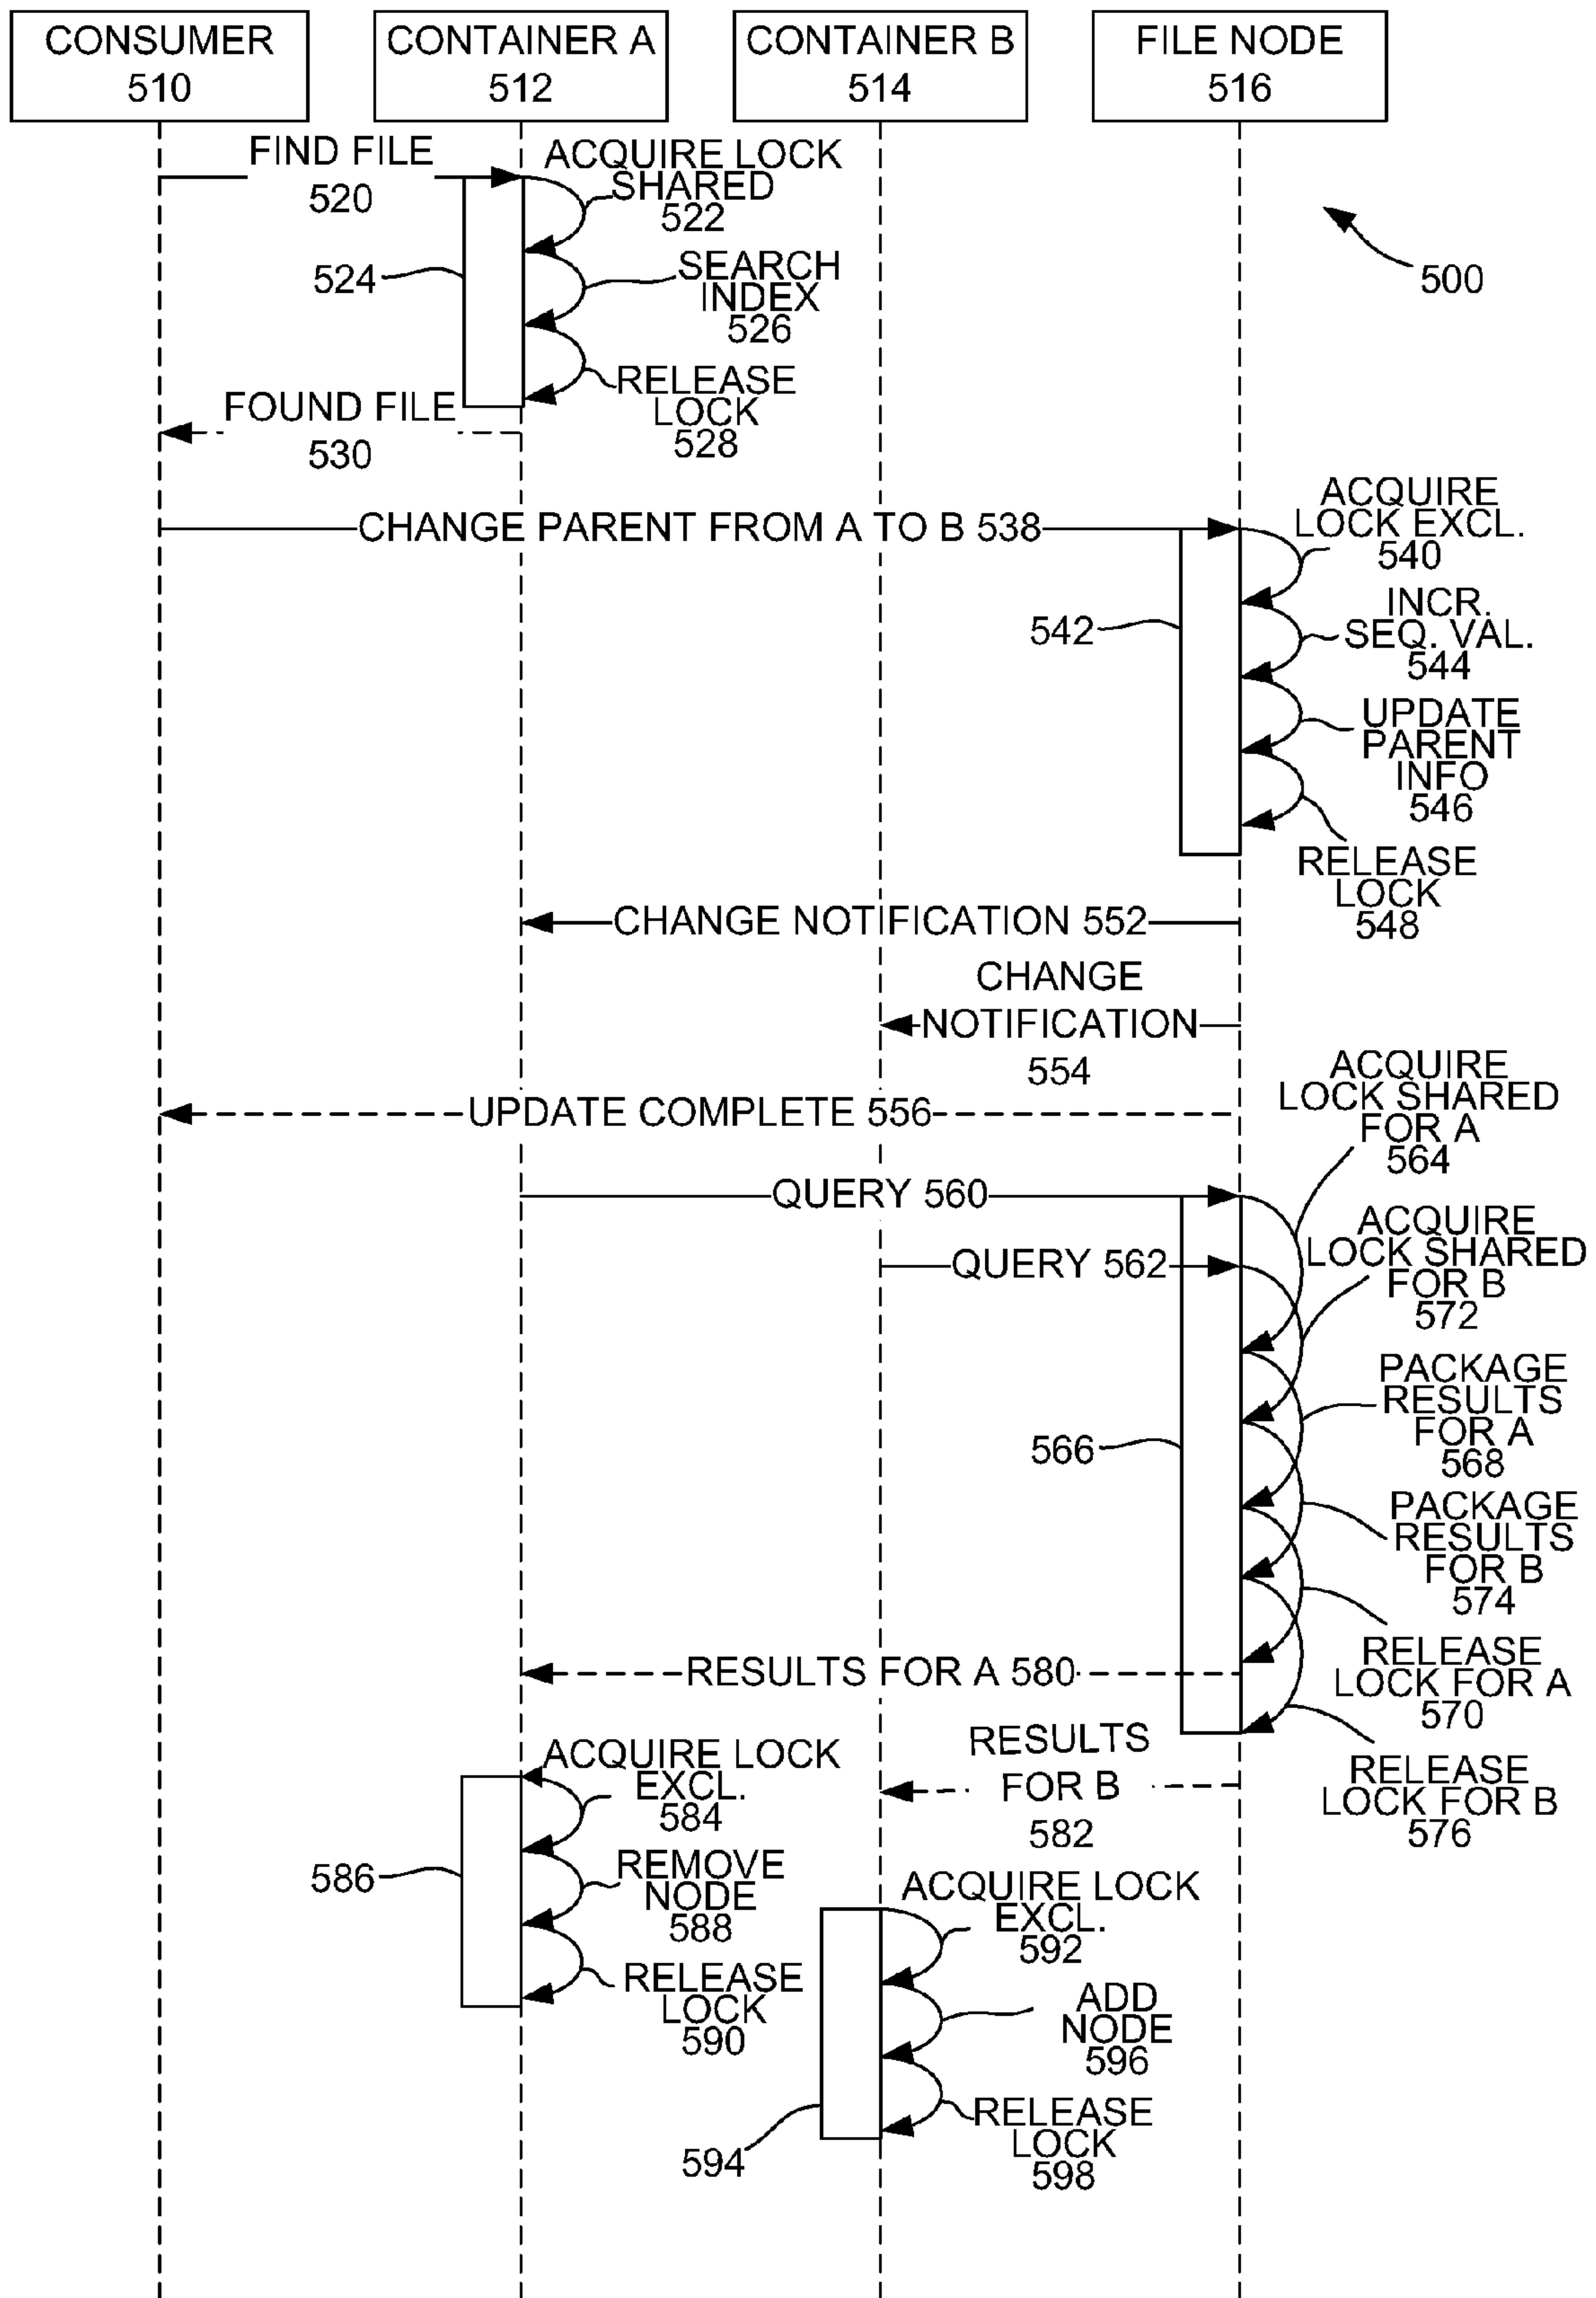 CONSUMER
510
CONTAINER A
512
CONTAINER B
514
FILE NODE
516
FIND FILE
520
ACQUIRE LOCK
SHARED
522
524
SEARCH
INDEX
526
RELEASE
LOCK
528
FOUND FILE
530
500
CHANGE PARENT FROM A TO B 538
ACQUIRE
LOCK EXCL.
540
542
INCR.
SEQ. VAL.
544
UPDATE
PARENT
INFO
546
RELEASE
LOCK
548
CHANGE NOTIFICATION 552
CHANGE
NOTIFICATION
554
UPDATE COMPLETE 556
ACQUIRE
LOCK SHARED
FOR A
564
QUERY 560
QUERY 562
ACQUIRE
LOCK SHARED
FOR B
572
566
PACKAGE
RESULTS
FOR A
568
PACKAGE
RESULTS
FOR B
574
RELEASE
LOCK FOR A
570
RESULTS FOR A 580
RESULTS
FOR B
582
RELEASE
LOCK FOR B
576
ACQUIRE LOCK
EXCL.
584
586
REMOVE
NODE
588
RELEASE
LOCK
590
ACQUIRE LOCK
EXCL.
592
ADD
NODE
596
594
RELEASE
LOCK
598